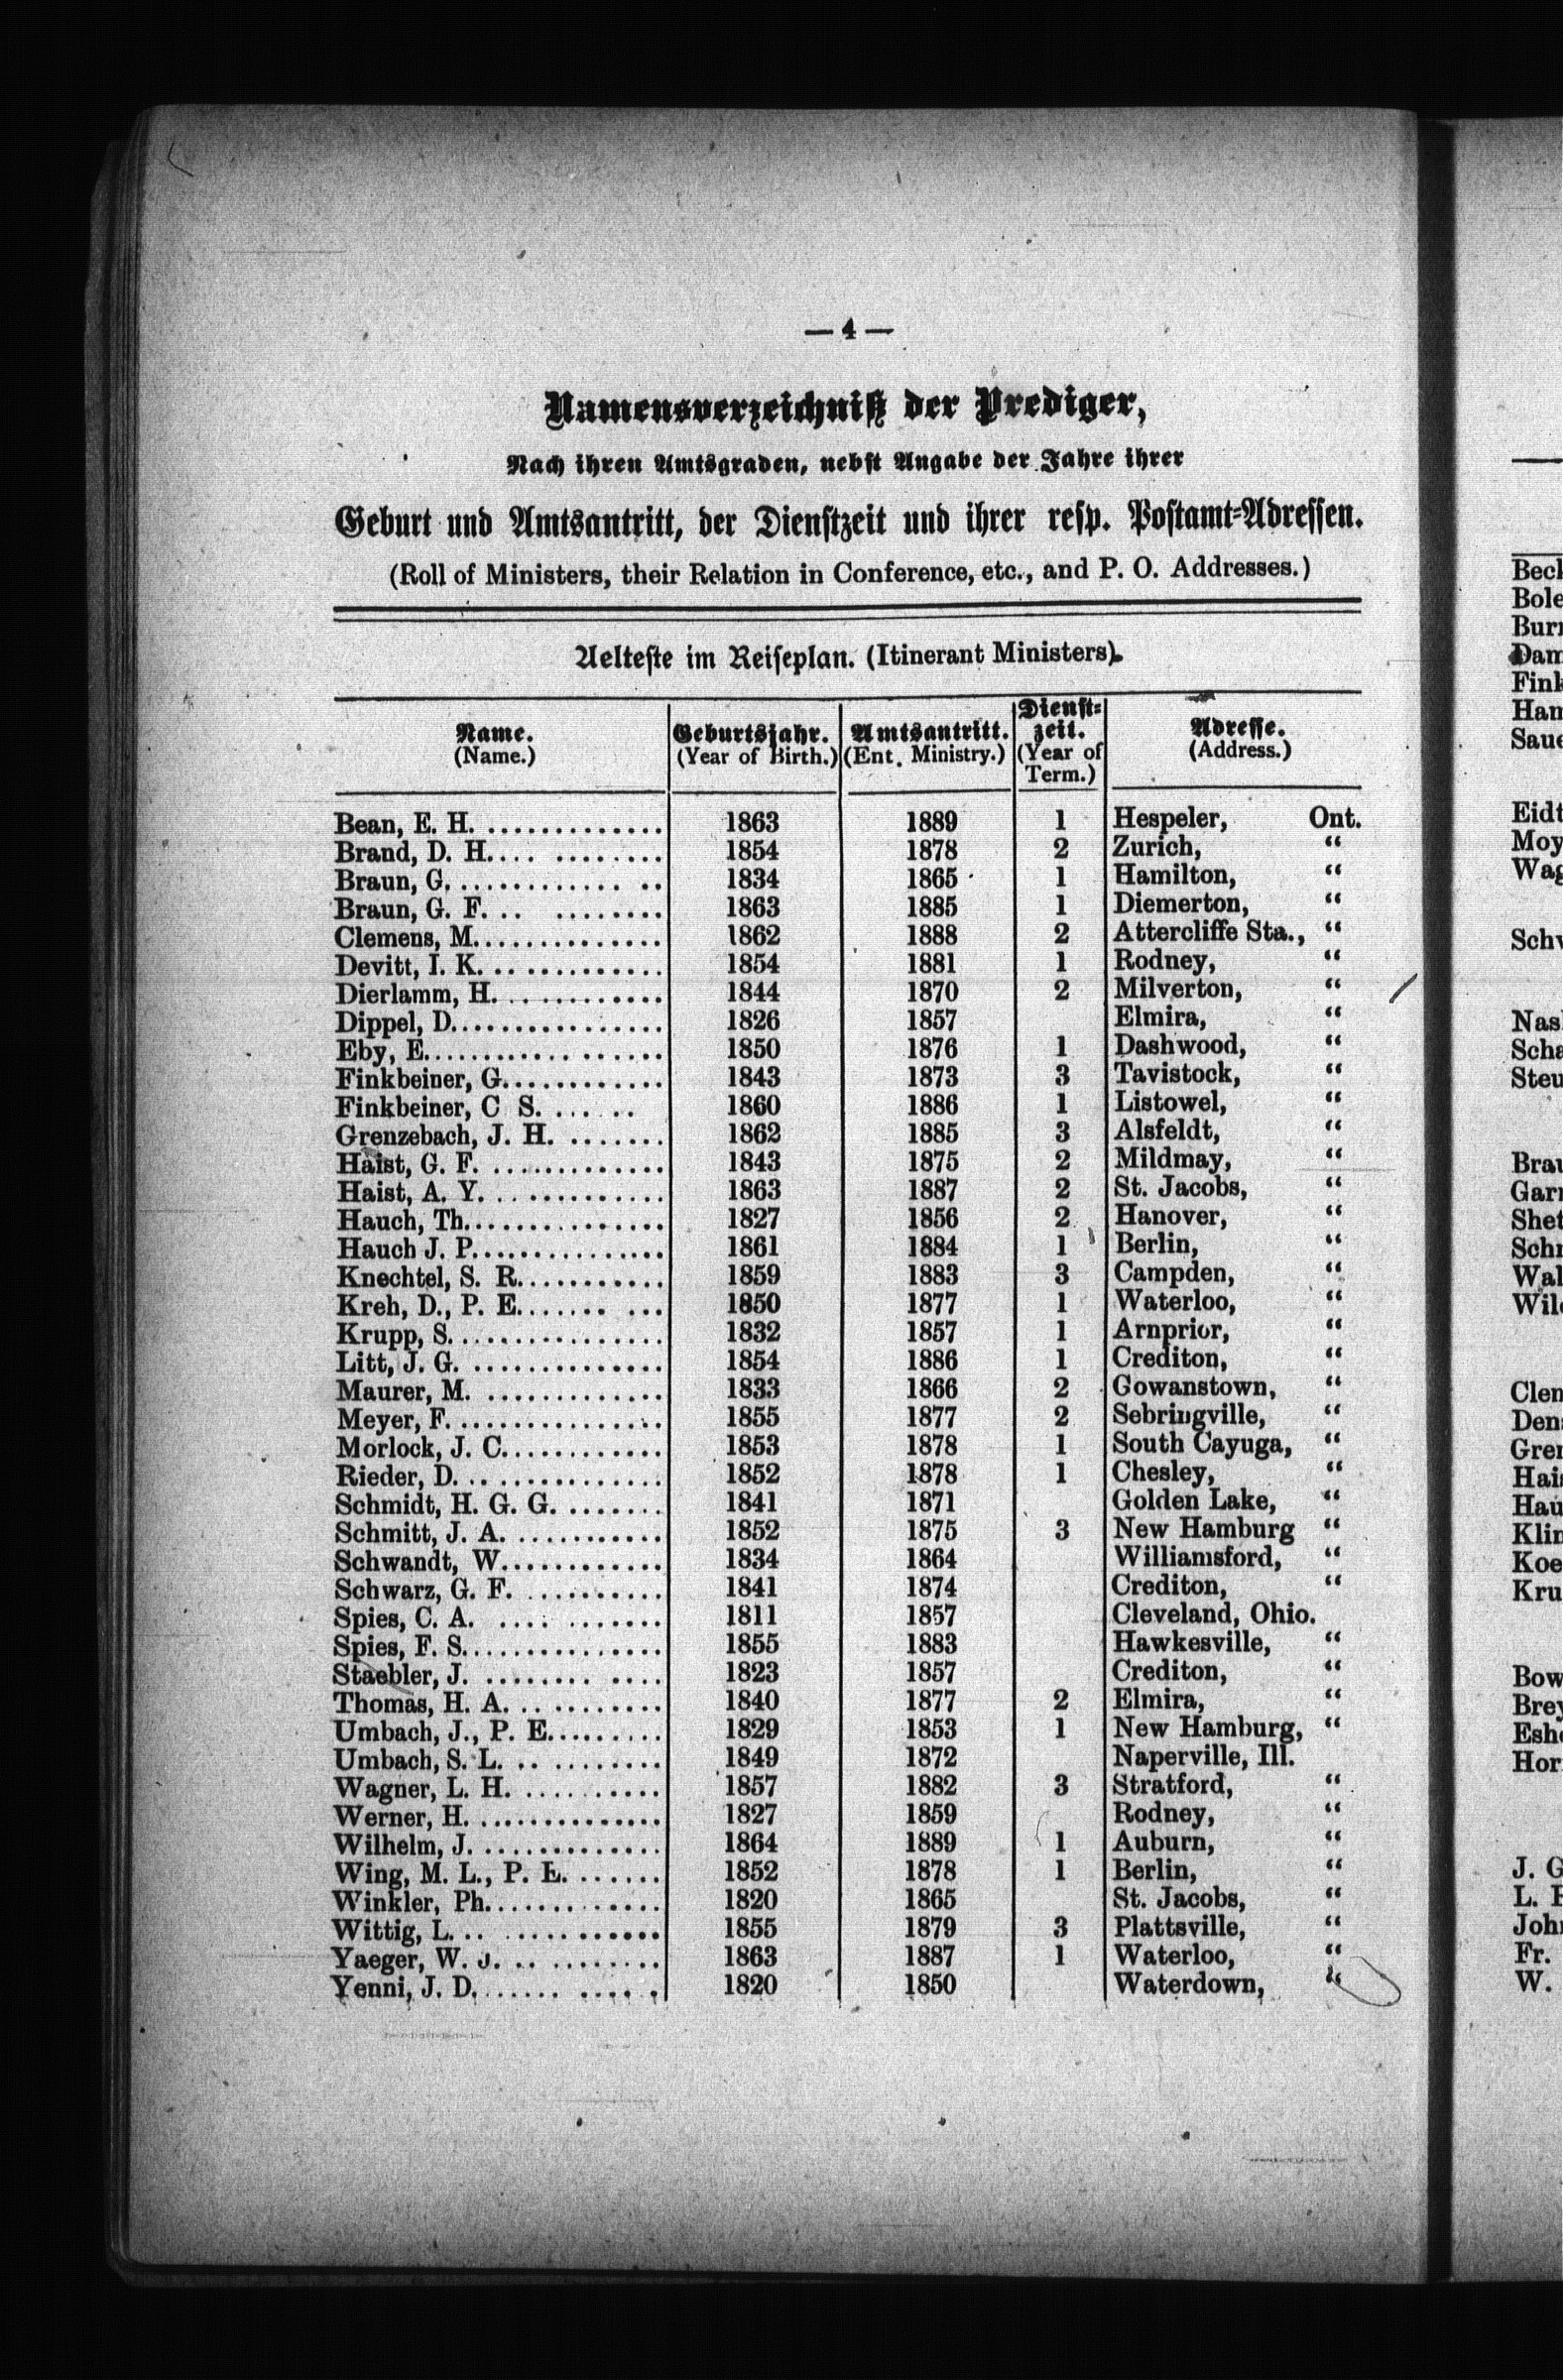 — 4 —
Namensverzeichniß der Prediger,
Nach ihren Amtsgraden, nebst Angabe der Jahre ihrer
Geburt und Amtsantritt, der Dienstzeit und ihrer resp. Postamt-Adressen.
(Roll of Ministers, their Relation in Conference, etc., and P. O. Addresses.)
Aelteste im Reiseplan. (Itinerant Ministers).
Name. Geburtsjahr. Amtsantritt. Dienst-zeit. Adresse.
(Name.) (Year of Birth.) (Ent. Ministry.) (Year of Term.) (Address.)
Bean, E. H. ............. 1863 1889 1 Hespeler, Ont.
Brand, D. H.... ........ 1854 1878 2 Zurich, “
Braun, G. ............ .. 1834 1865 1 Hamilton, “
Braun, G. F. .. ........ 1863 1885 1 Diemerton, “
Clemens, M.............. 1862 1888 2 Attercliffe Sta., “
Devitt, I. K. ............ 1854 1881 1 Rodney, “
Dierlamm, H. ........... 1844 1870 2 Milverton, “
Dippel, D................ 1826 1857 Elmira, “
Eby, E............ ...... 1850 1876 1 Dashwood, “
Finkbeiner, G............ 1843 1873 3 Tavistock, “
Finkbeiner, C S. ...... 1860 1886 1 Listowel, “
Grenzebach, J. H. ....... 1862 1885 3 Alsfeldt, “
Haist, G. F. ............. 1843 1875 2 Mildmay, “
Haist, A. Y. ............ 1863 1887 2 St. Jacobs, “
Hauch, Th............... 1827 1856 2 Hanover, “
Hauch J. P............... 1861 1884 1 Berlin, “
Knechtel, S. R........... 1859 1883 3 Campden, “
Kreh, D., P. E....... ... 1850 1877 1 Waterloo, “
Krupp, S................. 1832 1857 1 Arnprior, “
Litt, J. G. .............. 1854 1886 1 Crediton, “
Maurer, M. ............. 1833 1866 2 Gowanstown, “
Meyer, F. ............... 1855 1877 2 Sebringville, “
Morlock, J. C............ 1853 1878 1 South Cayuga, “
Rieder, D. .. ............ 1852 1878 1 Chesley, “
Schmidt, H. G. G. ....... 1841 1871 Golden Lake, “
Schmitt, J. A. ........... 1852 1875 3 New Hamburg “
Schwandt, W............ 1834 1864 Williamsford, “
Schwarz, G. F. .......... 1841 1874 Crediton, “
Spies, C. A. .... ....... 1811 1857 Cleveland, Ohio.
Spies, F. S............... 1855 1883 Hawkesville, “
Staebler, J. ........ .... 1823 1857 Crediton, “
Thomas, H. A. .. ........ 1840 1877 2 Elmira, “
Umbach, J., P. E......... 1829 1853 1 New Hamburg, “
Umbach, S. L. .. ........ 1849 1872 Naperville, Ill.
Wagner, L. H. .......... 1857 1882 3 Stratford, “
Werner, H. .............. 1827 1859 Rodney, “
Wilhelm, J. ............. 1864 1889 1 Auburn, “
Wing, M. L., P. E. ...... 1852 1878 1 Berlin, “
Winkler, Ph............. 1820 1865 St. Jacobs, “
Wittig, L. .. ............ 1855 1879 3 Plattsville, “
Yaeger, W. J. .. ........ 1863 1887 1 Waterloo, “
Yenni, J. D. ...... ..... 1820 1850 Waterdown, “